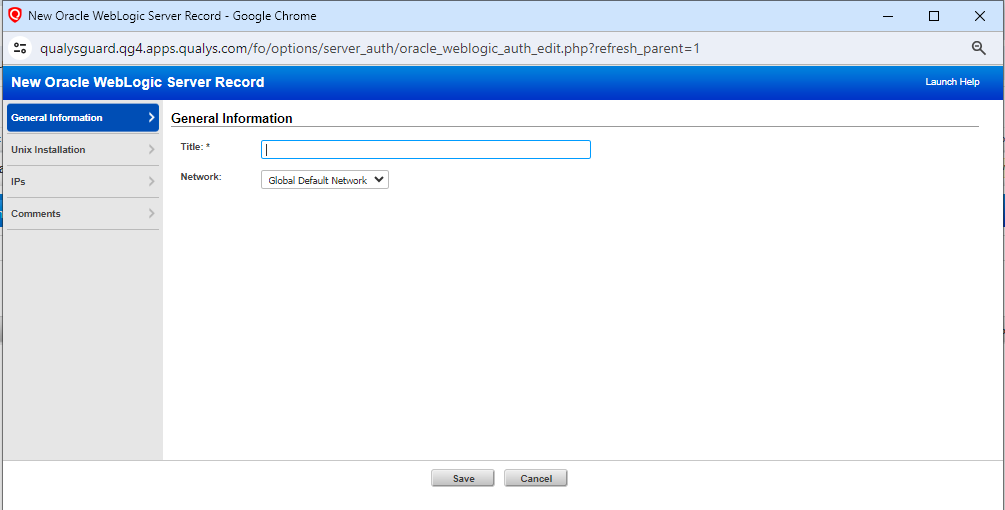 New Oracle WebLogic Server Record - Google Chrome
qualysguard.qg4.apps.qualys.com/fo/options/server_auth/oracle_weblogic_auth_edit.php?refresh_parent=1
New Oracle WebLogic Server Record
Launch Help
General Information
Unix Installation
IPs
Comments
General Information
Title: *
Network: Global Default Network
Save Cancel